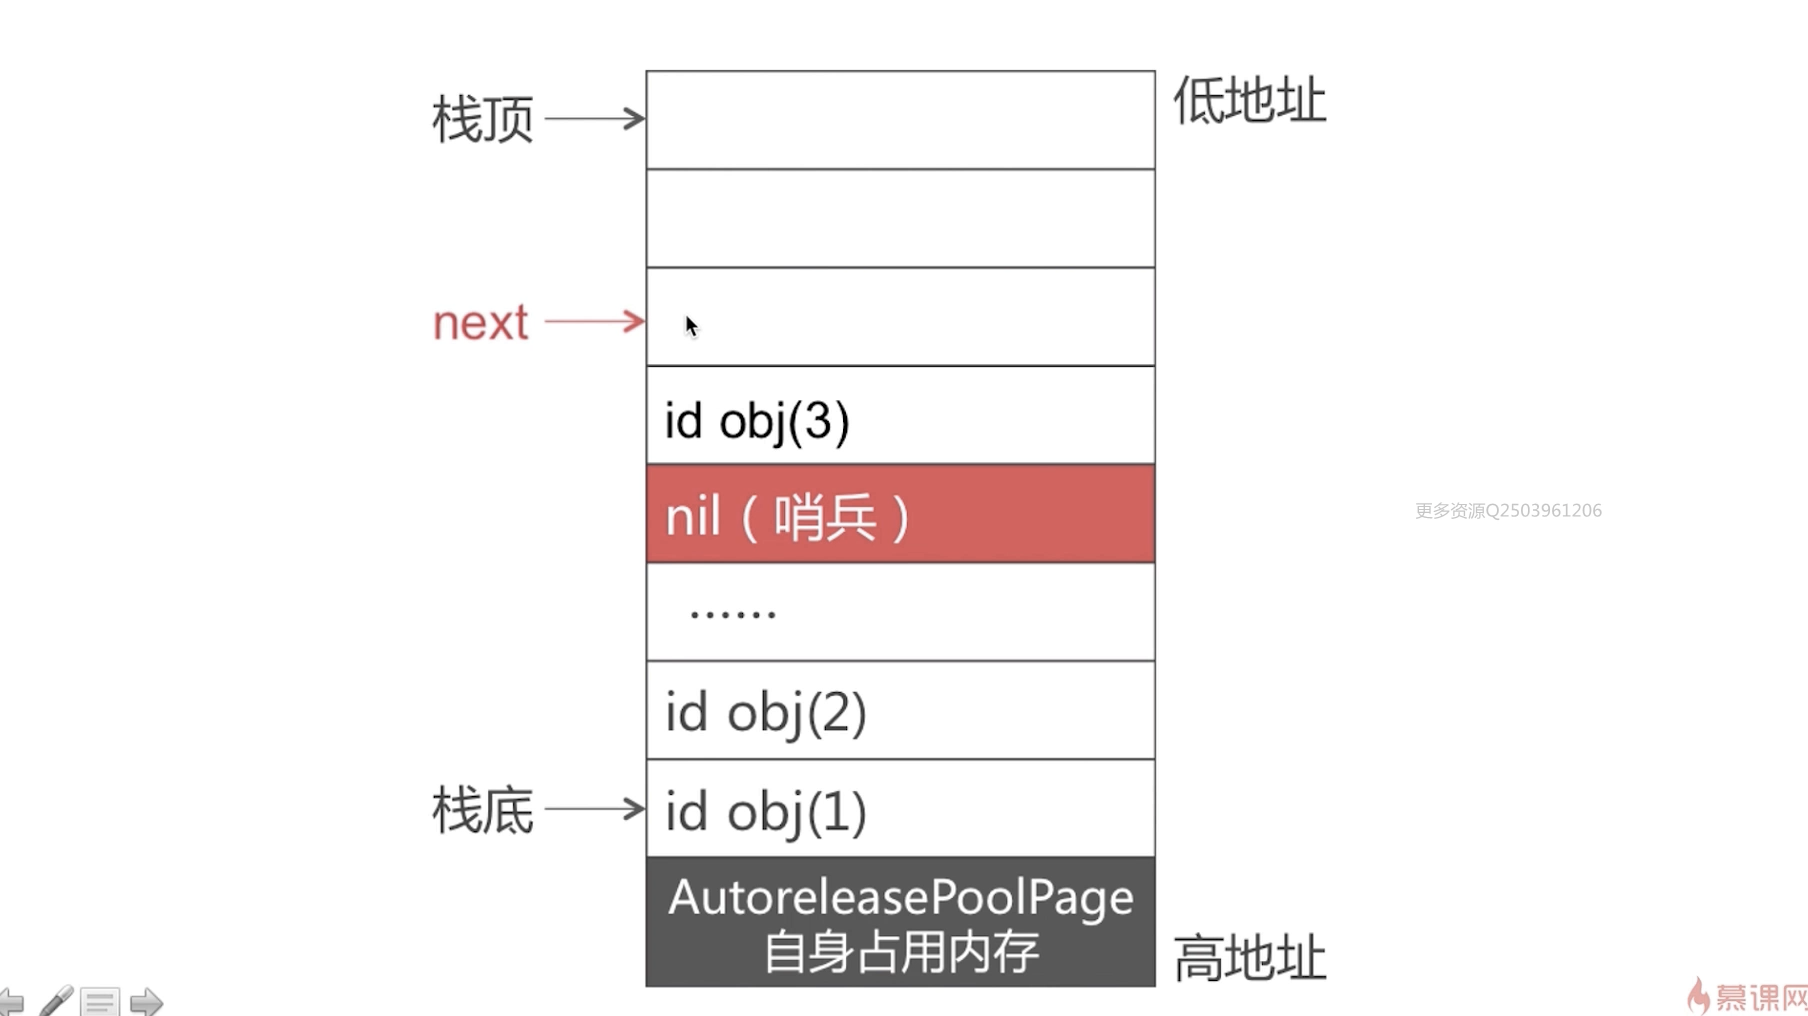 栈顶
低地址
next
id obj(3)
nil（哨兵）
更多资源Q2503961206
······
id obj(2)
栈底
id obj(1)
AutoreleasePoolPage
自身占用内存
高地址
慕课网